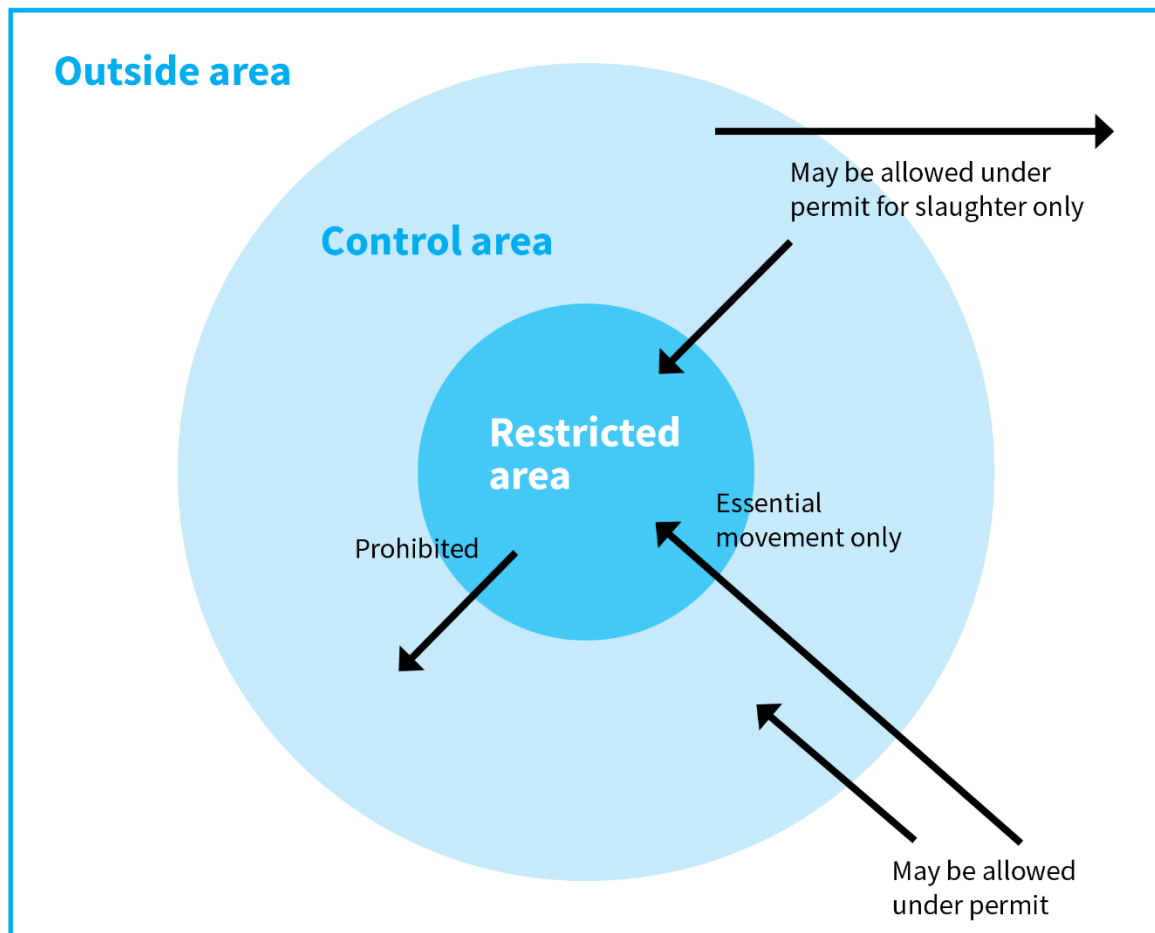 Outside area
May be allowed under
permit for slaughter only
Control area
Restricted
area
Essential
movement only
Prohibited
May be allowed
under permit